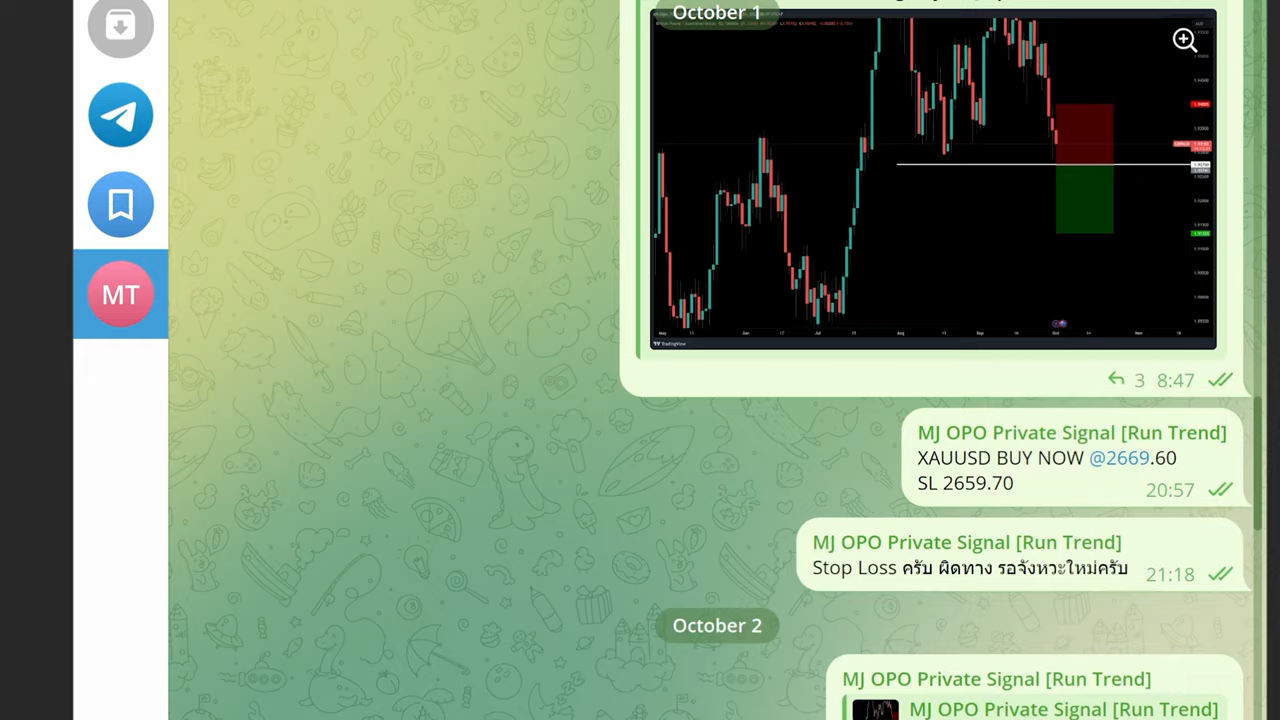 October 1
TradingView
3 8:47
MT
MJ OPO Private Signal [Run Trend]
XAUUSD BUY NOW @2669.60
SL 2659.70
20:57
MJ OPO Private Signal [Run Trend]
Stop Loss ครับ ผิดทาง รอจังหวะใหม่ครับ
21:18
October 2
MJ OPO Private Signal [Run Trend]
MJ OPO Private Signal [Run Trend]